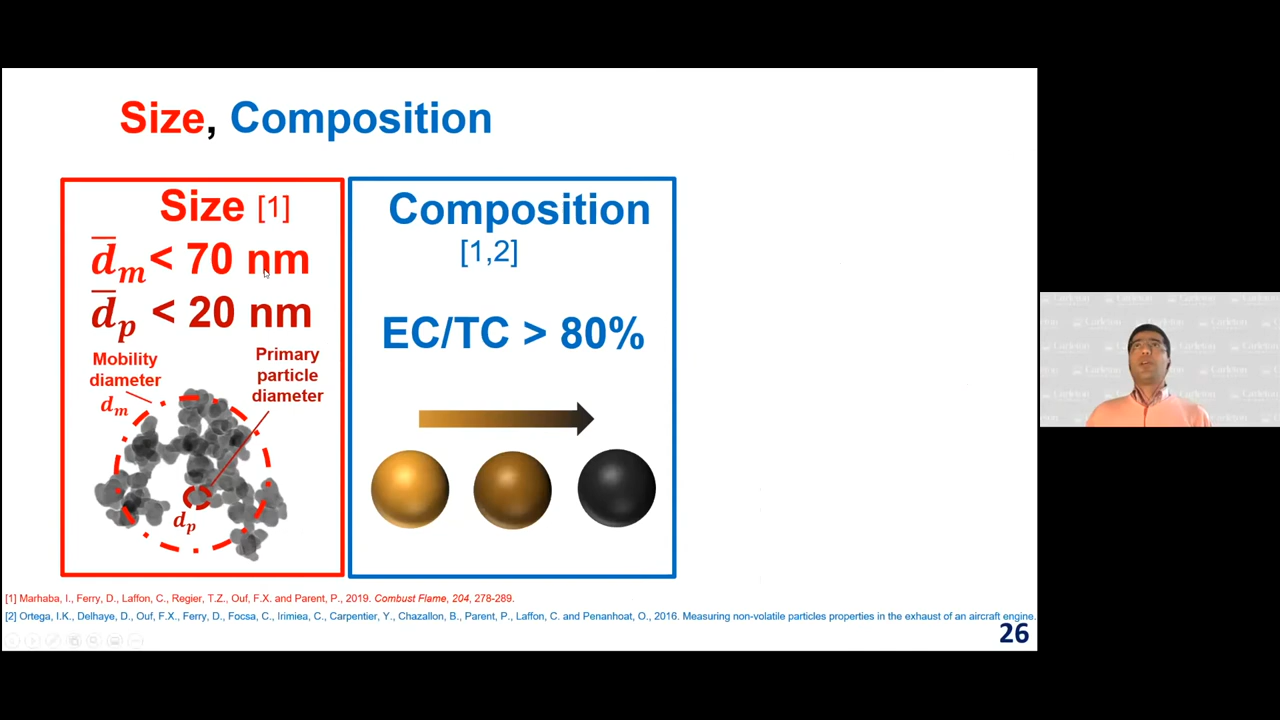 Size, Composition
Size [1]
d̅m < 70 nm
d̅p < 20 nm
Mobility
diameter
dm
Primary
particle
diameter
dp
Composition
[1,2]
EC/TC > 80%
[1] Marhaba, I., Ferry, D., Laffon, C., Regier, T.Z., Ouf, F.X. and Parent, P., 2019. Combust Flame, 204, 278-289.
[2] Ortega, I.K., Delhaye, D., Ouf, F.X., Ferry, D., Focsa, C., Irimiea, C., Carpentier, Y., Chazallon, B., Parent, P., Laffon, C. and Penanhoat, O., 2016. Measuring non-volatile particles properties in the exhaust of an aircraft engine.
26
Carleton